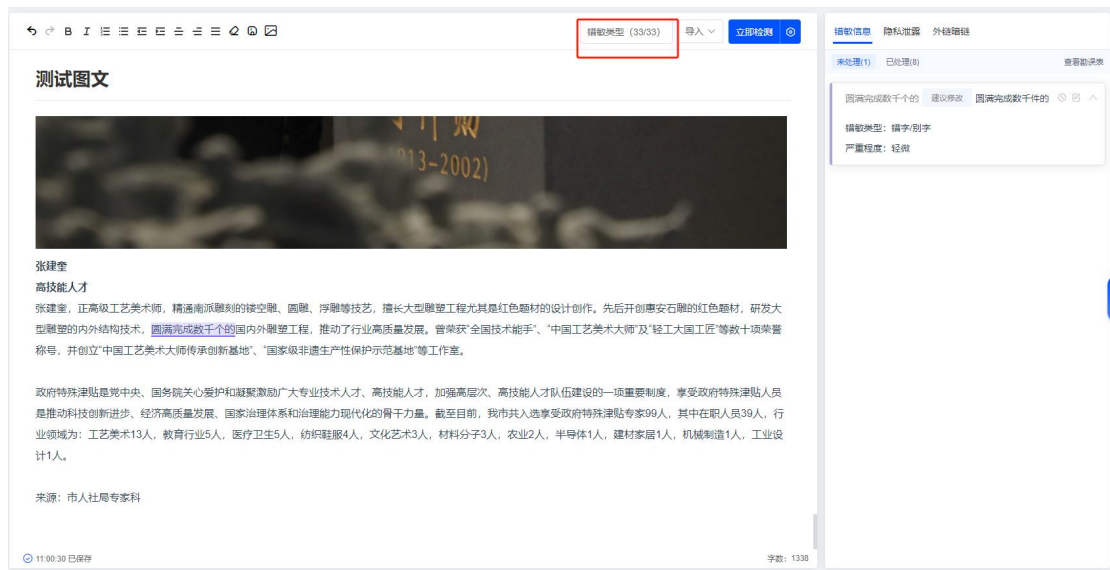 错敏类型（33/33）
导入
立即检测
错敏信息 隐私泄露 外链暗链
未处理(1) 已处理(8) 查看勘误表
测试图文
圆满完成数千个的 建议修改 圆满完成数千件的
错敏类型：错字/别字
严重程度：轻微
13-2002)
张建奎
高技能人才
张建奎，正高级工艺美术师，精通南派雕刻的镂空雕、圆雕、浮雕等技艺，擅长大型雕塑工程尤其是红色题材的设计创作。先后开创惠安石雕的红色题材，研发大
型雕塑的内外结构技术，圆满完成数千个的国内外雕塑工程，推动了行业高质量发展。曾荣获“全国技术能手”、“中国工艺美术大师”及“轻工大国工匠”等数十项荣誉
称号，并创立“中国工艺美术大师传承创新基地”、“国家级非遗生产性保护示范基地”等工作室。
政府特殊津贴是党中央、国务院关心爱护和凝聚激励广大专业技术人才、高技能人才，加强高层次、高技能人才队伍建设的一项重要制度，享受政府特殊津贴人员
是推动科技创新进步、经济高质量发展、国家治理体系和治理能力现代化的骨干力量。截至目前，我市共入选享受政府特殊津贴专家99人，其中在职人员39人，行
业领域为：工艺美术13人，教育行业5人，医疗卫生5人，纺织鞋服4人，文化艺术3人，材料分子3人，农业2人，半导体1人，建材家居1人，机械制造1人，工业设
计1人。
来源：市人社局专家科
11:00:30 已保存
字数：1338